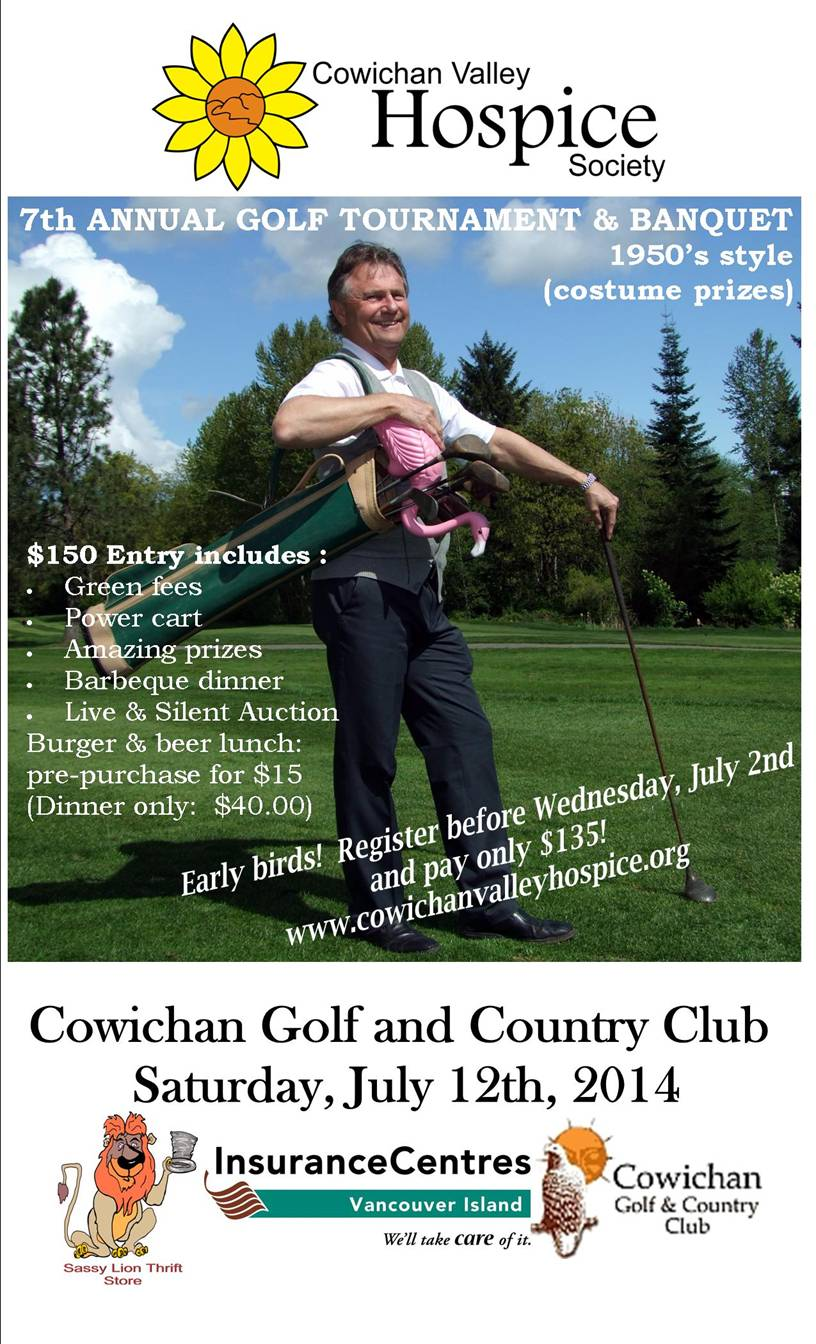 Cowichan Valley
Hospice
Society
7th ANNUAL GOLF TOURNAMENT & BANQUET
1950's style
(costume prizes)
$150 Entry includes :
• Green fees
• Power cart
• Amazing prizes
• Barbeque dinner
• Live & Silent Auction
Burger & beer lunch:
pre-purchase for $15
(Dinner only: $40.00)
Early birds! Register before Wednesday, July 2nd
and pay only $135!
www.cowichanvalleyhospice.org
Cowichan Golf and Country Club
Saturday, July 12th, 2014
Sassy Lion Thrift
Store
InsuranceCentres
Vancouver Island
We'll take care of it.
Cowichan
Golf & Country
Club